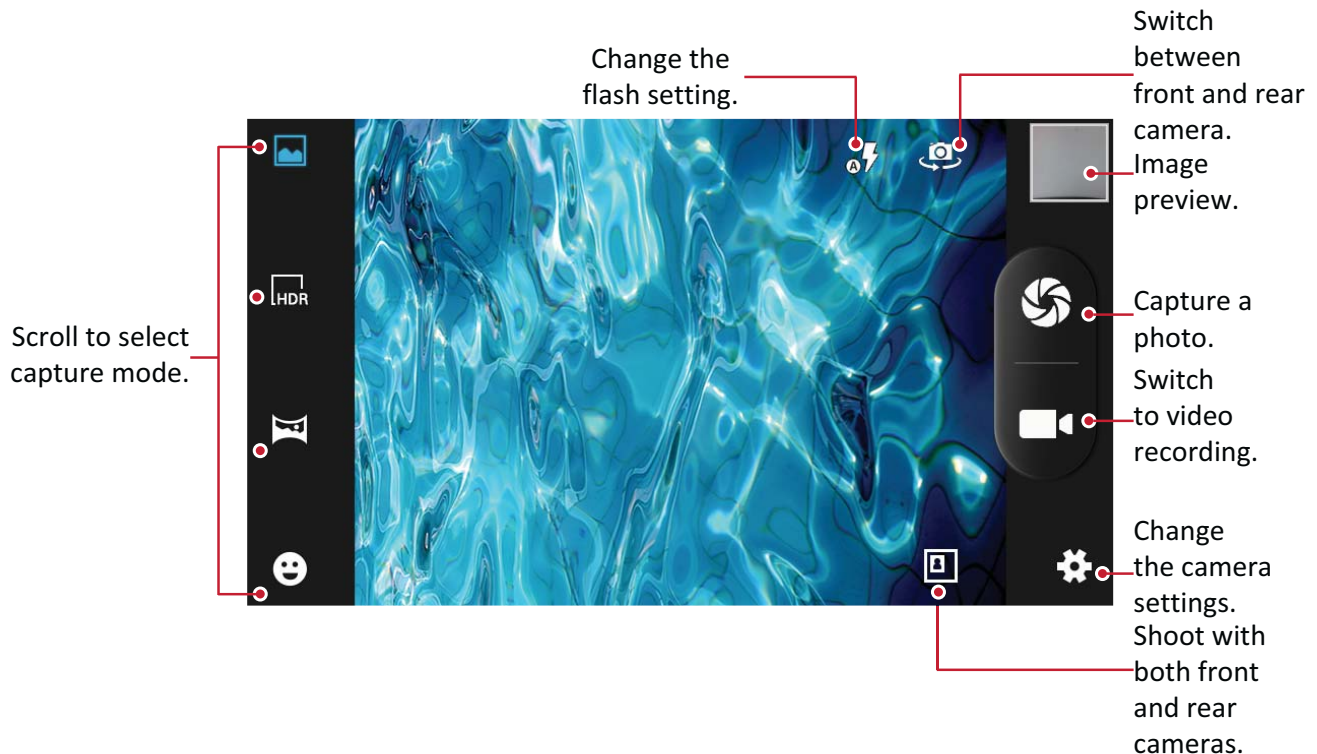 Switch
between
front and rear
camera.
Change the
flash setting.
Image
preview.
A
HDR
Scroll to select
capture mode.
Capture a
photo.
Switch
to video
recording.
Change
the camera
settings.
Shoot with
both front
and rear
cameras.